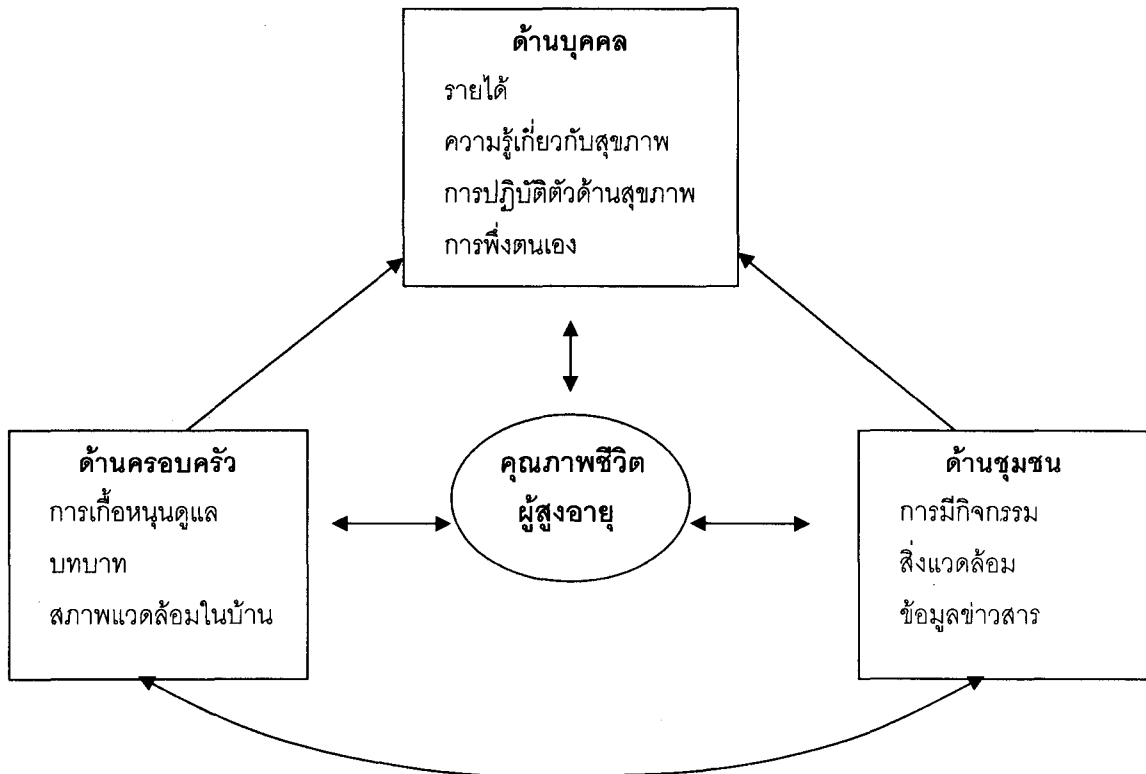 ด้านบุคคล
รายได้
ความรู้เกี่ยวกับสุขภาพ
การปฏิบัติตัวด้านสุขภาพ
การพึ่งตนเอง
ด้านครอบครัว
การเกื้อหนุนดูแล
บทบาท
สภาพแวดล้อมในบ้าน
คุณภาพชีวิต
ผู้สูงอายุ
ด้านชุมชน
การมีกิจกรรม
สิ่งแวดล้อม
ข้อมูลข่าวสาร